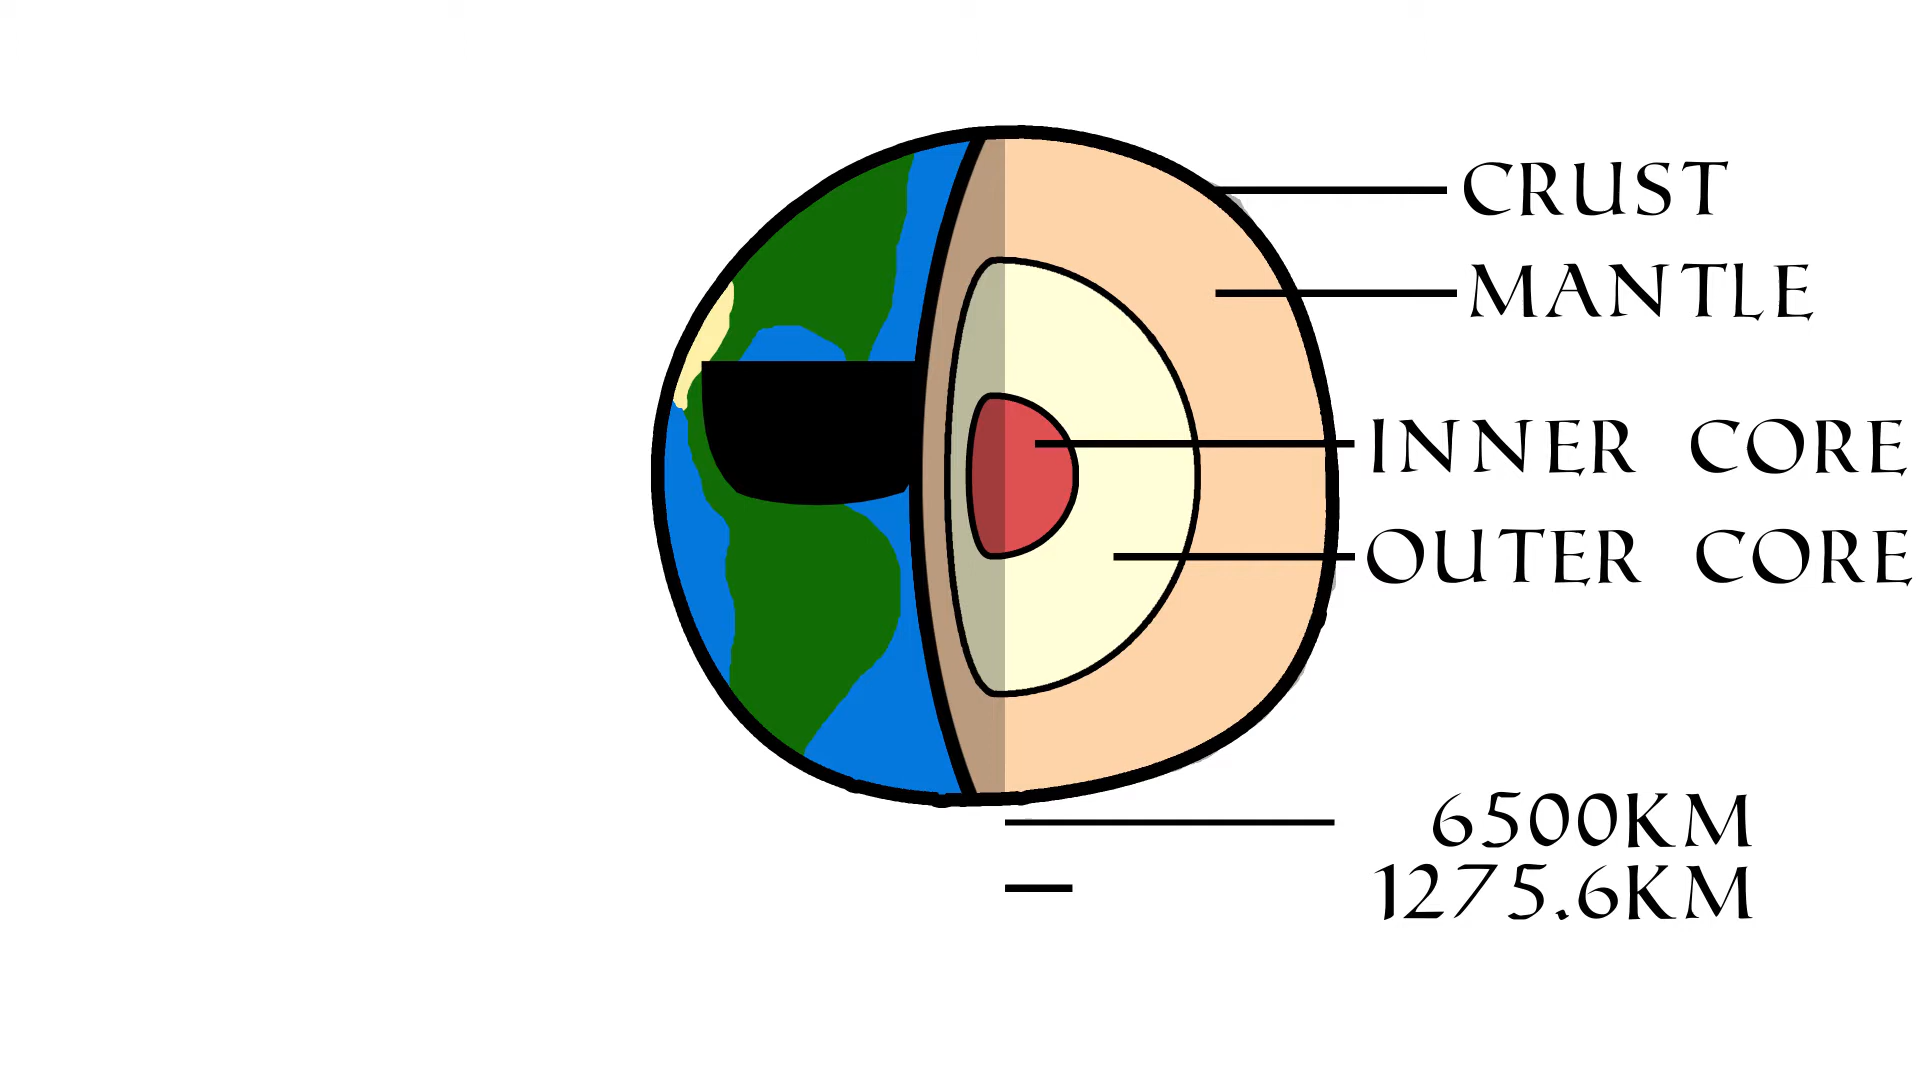 CRUST
MANTLE
INNER CORE
OUTER CORE
6500KM
1275.6KM